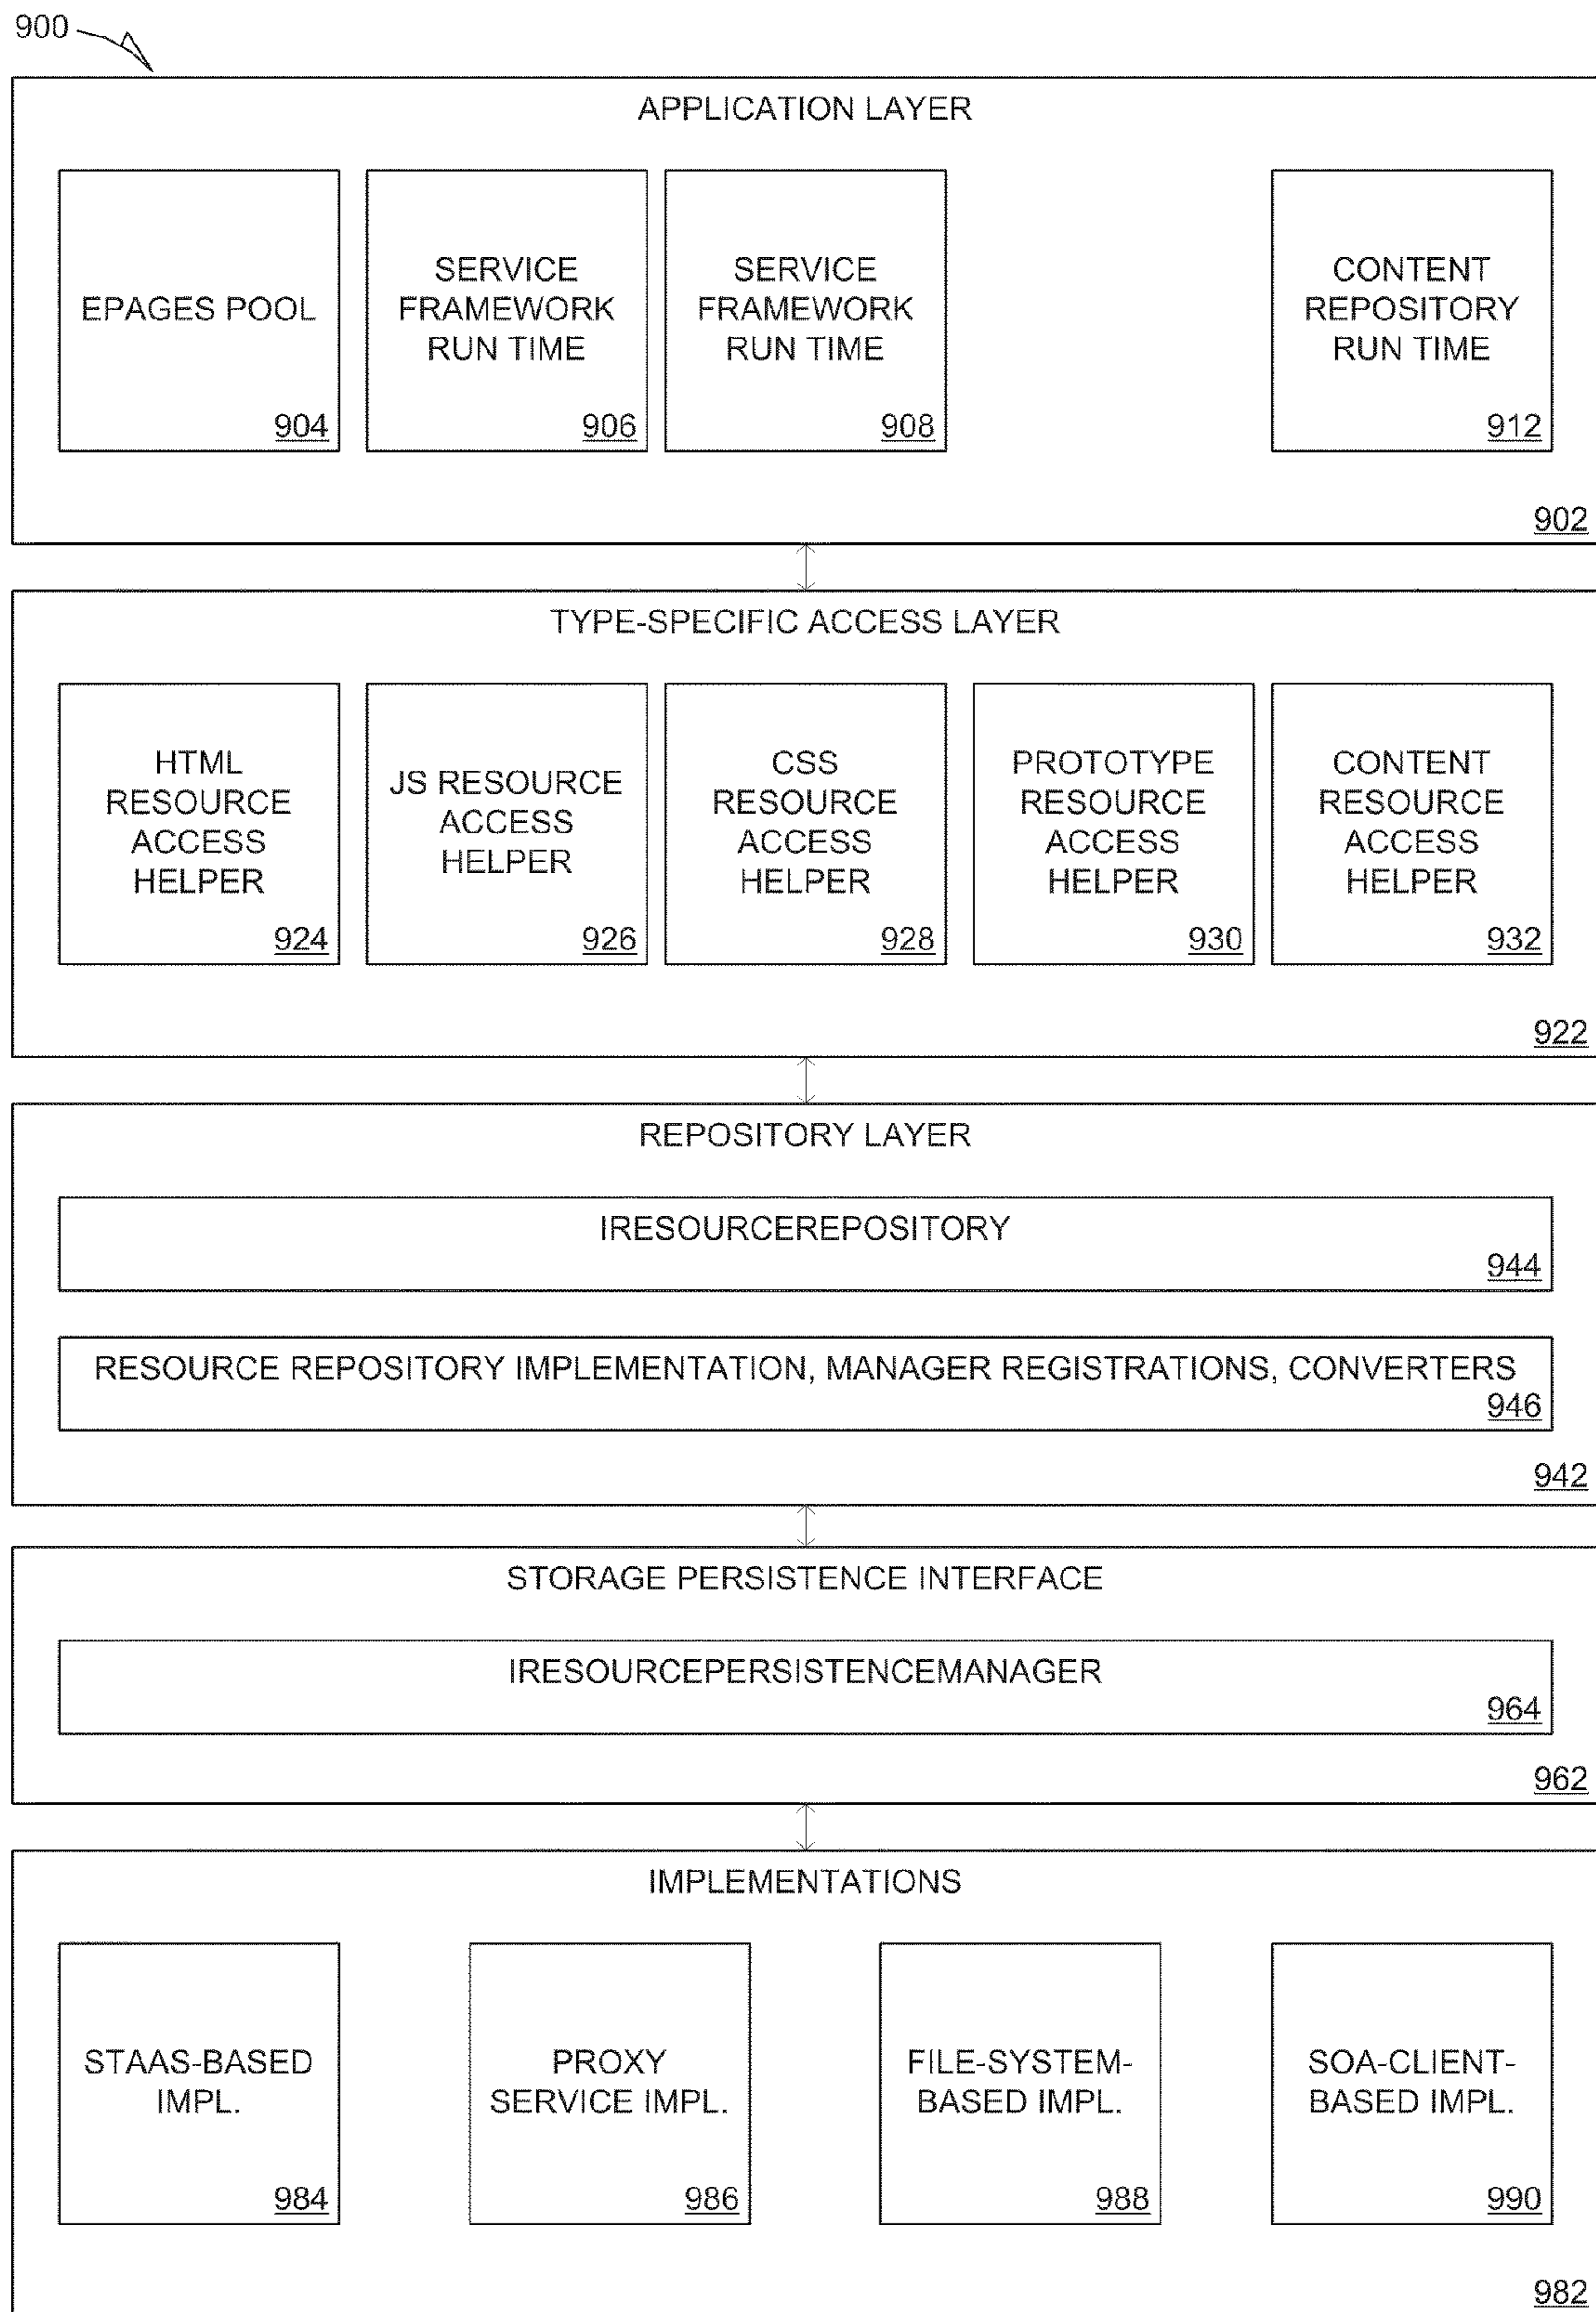 900
APPLICATION LAYER
EPAGES POOL
904
SERVICE
FRAMEWORK
RUN TIME
906
SERVICE
FRAMEWORK
RUN TIME
908
CONTENT
REPOSITORY
RUN TIME
912
902
TYPE-SPECIFIC ACCESS LAYER
HTML
RESOURCE
ACCESS
HELPER
924
JS RESOURCE
ACCESS
HELPER
926
CSS
RESOURCE
ACCESS
HELPER
928
PROTOTYPE
RESOURCE
ACCESS
HELPER
930
CONTENT
RESOURCE
ACCESS
HELPER
932
922
REPOSITORY LAYER
IRESOURCEREPOSITORY
944
RESOURCE REPOSITORY IMPLEMENTATION, MANAGER REGISTRATIONS, CONVERTERS
946
942
STORAGE PERSISTENCE INTERFACE
IRESOURCEPERSISTENCEMANAGER
964
962
IMPLEMENTATIONS
STAAS-BASED
IMPL.
984
PROXY
SERVICE IMPL.
986
FILE-SYSTEM-
BASED IMPL.
988
SOA-CLIENT-
BASED IMPL.
990
982